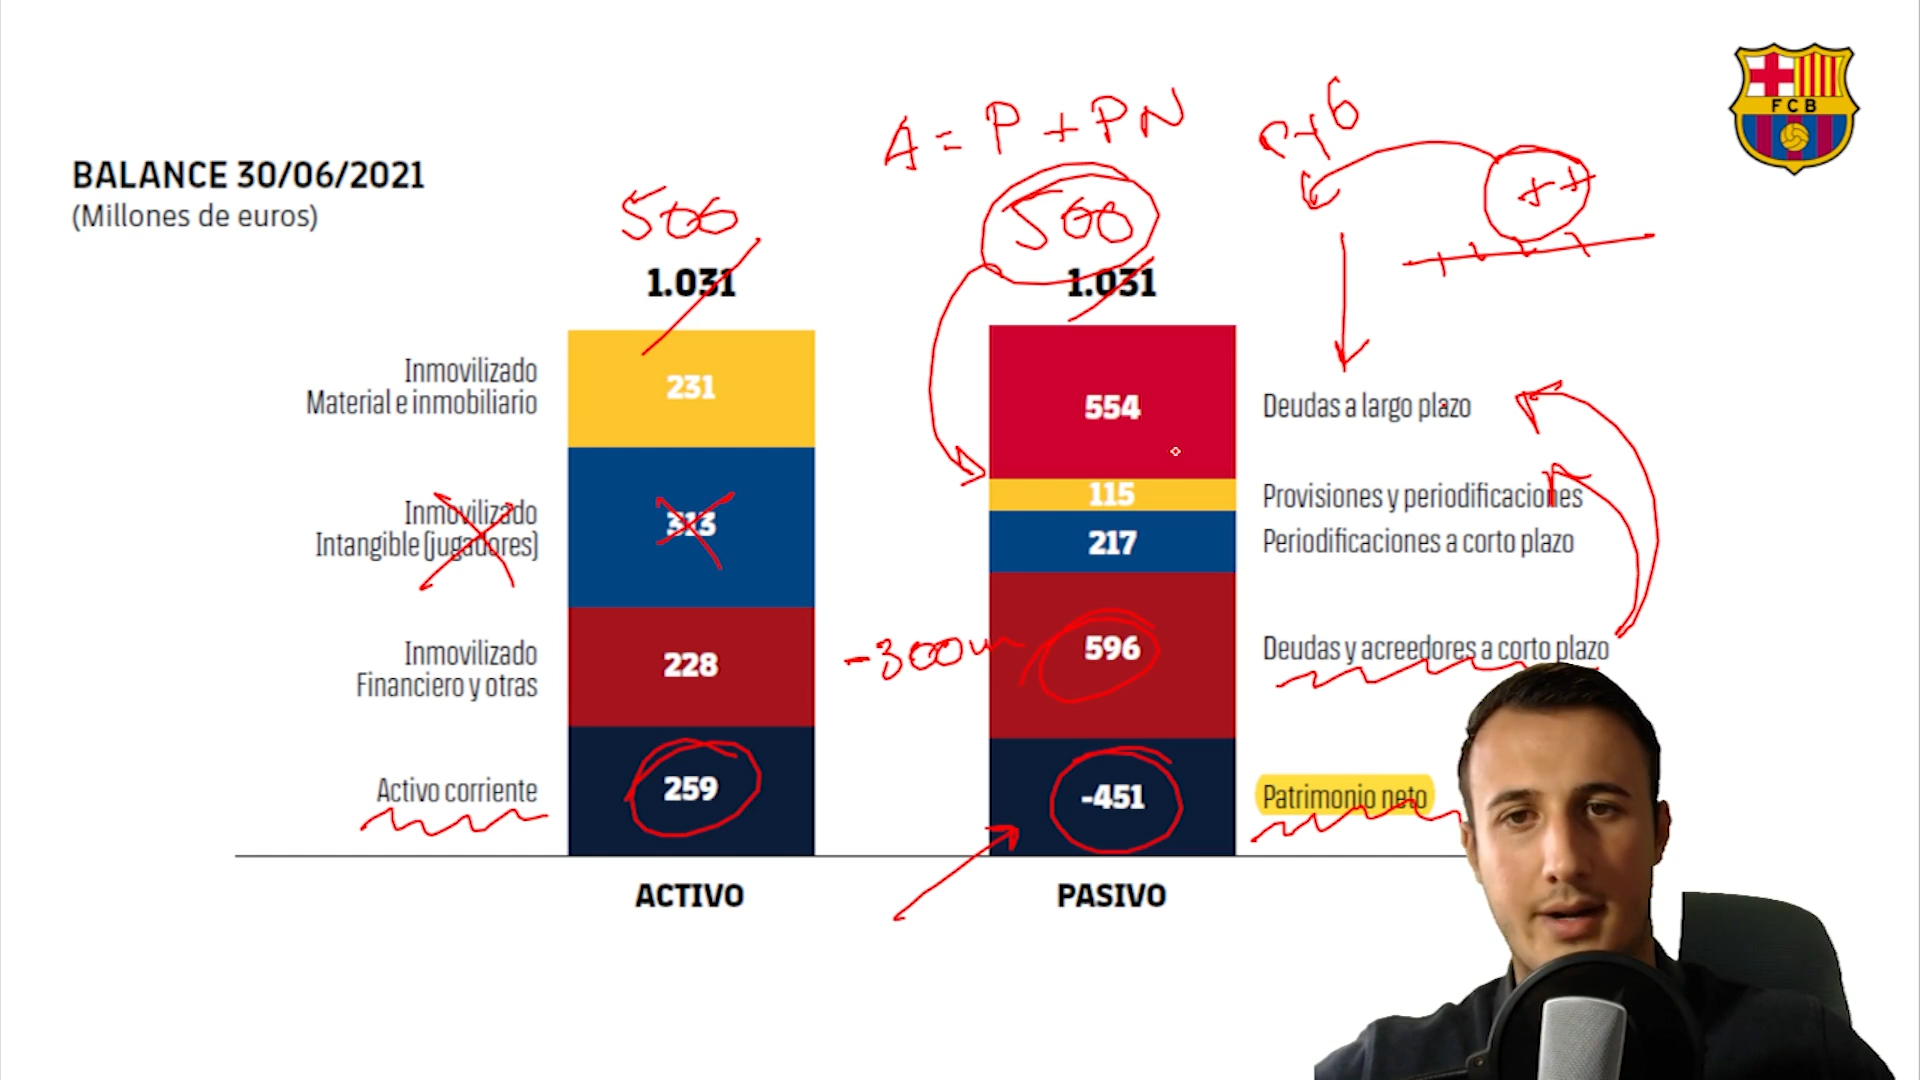 FCB
A = P + PN
PyG
BALANCE 30/06/2021
(Millones de euros)
500
500
++
1.031
1.031
Inmovilizado
Material e inmobiliario
231
554
Deudas a largo plazo
Inmovilizado
Intangible (jugadores)
313
115
Provisiones y periodificaciones
217
Periodificaciones a corto plazo
Inmovilizado
Financiero y otras
228
-300m
596
Deudas y acreedores a corto plazo
Activo corriente
259
-451
Patrimonio neto
ACTIVO
PASIVO